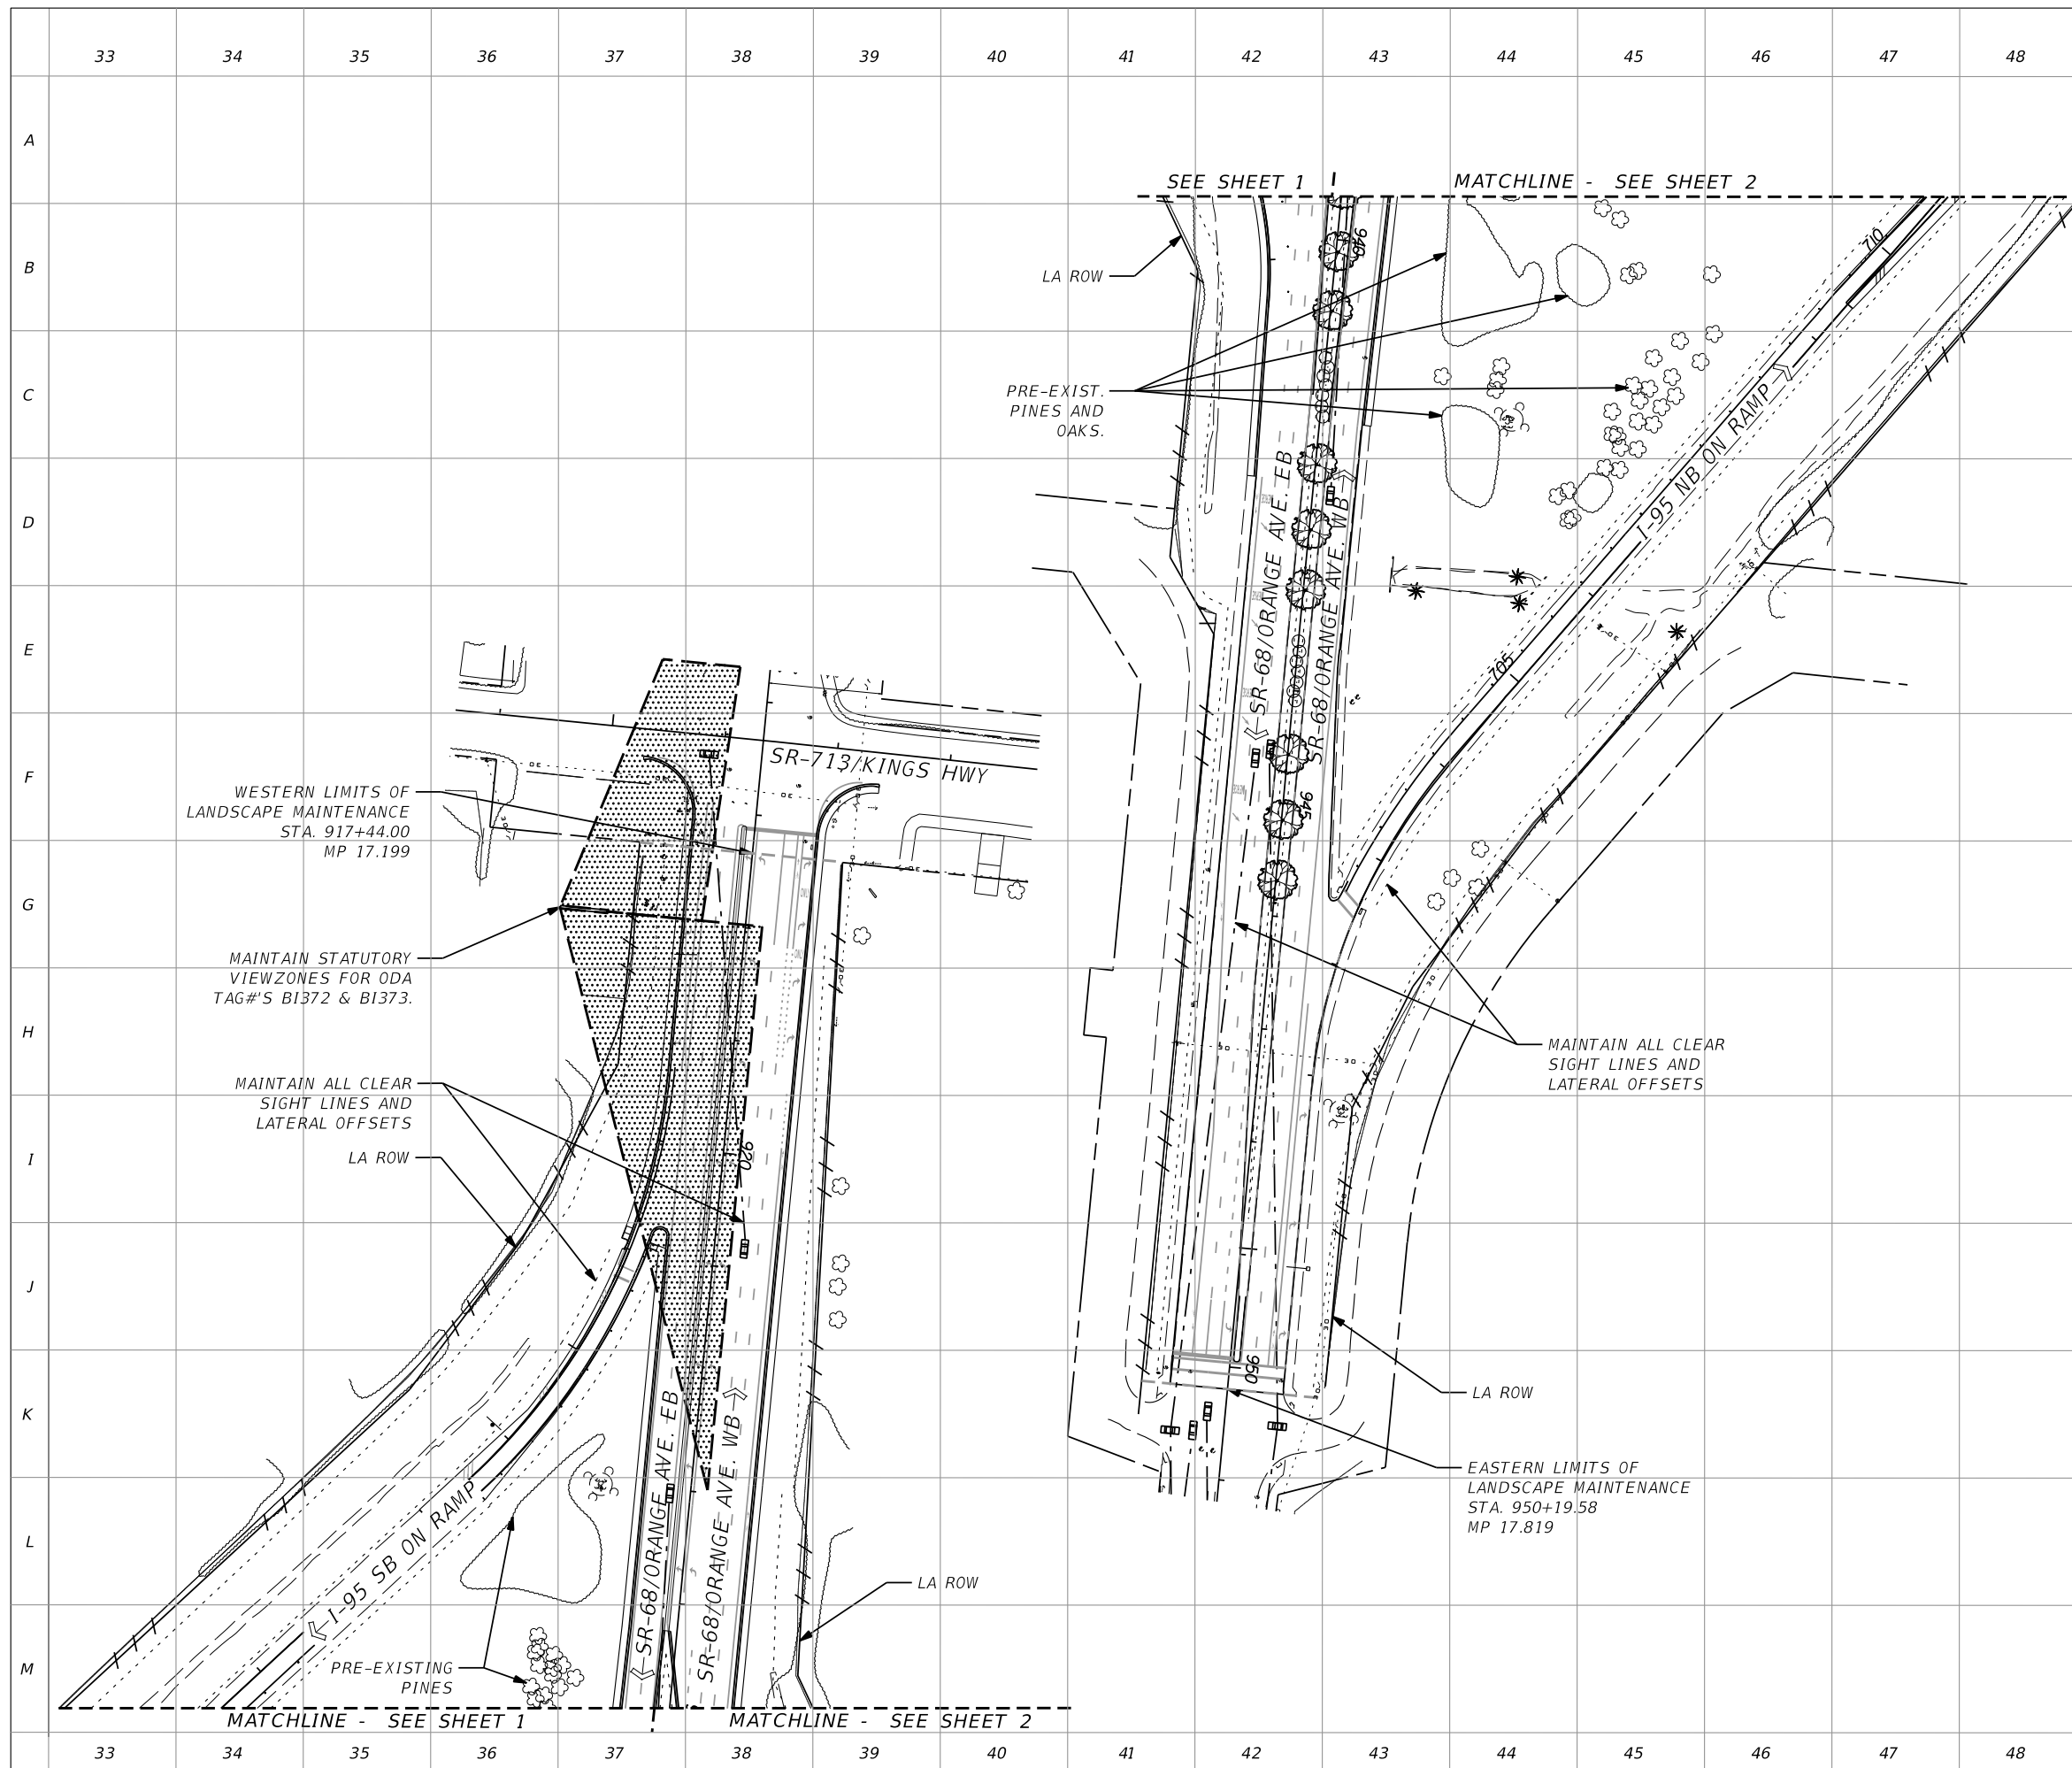 33 34 35 36 37 38 39 40 41 42 43 44 45 46 47 48
A
B
C
D
E
F
G
H
I
J
K
L
M
SEE SHEET 1
MATCHLINE - SEE SHEET 2
LA ROW
940
710
PRE-EXIST.
PINES AND
OAKS.
I-95 NB ON RAMP
SR-68/ORANGE AVE. EB
SR-68/ORANGE AVE. WB
705
945
SR-713/KINGS HWY
WESTERN LIMITS OF
LANDSCAPE MAINTENANCE
STA. 917+44.00
MP 17.199
MAINTAIN STATUTORY
VIEWZONES FOR ODA
TAG#'S BI372 & BI373.
MAINTAIN ALL CLEAR
SIGHT LINES AND
LATERAL OFFSETS
LA ROW
920
MAINTAIN ALL CLEAR
SIGHT LINES AND
LATERAL OFFSETS
LA ROW
950
EASTERN LIMITS OF
LANDSCAPE MAINTENANCE
STA. 950+19.58
MP 17.819
SR-68/ORANGE AVE. EB
SR-68/ORANGE AVE. WB
I-95 SB ON RAMP
LA ROW
PRE-EXISTING
PINES
MATCHLINE - SEE SHEET 1
MATCHLINE - SEE SHEET 2
33 34 35 36 37 38 39 40 41 42 43 44 45 46 47 48